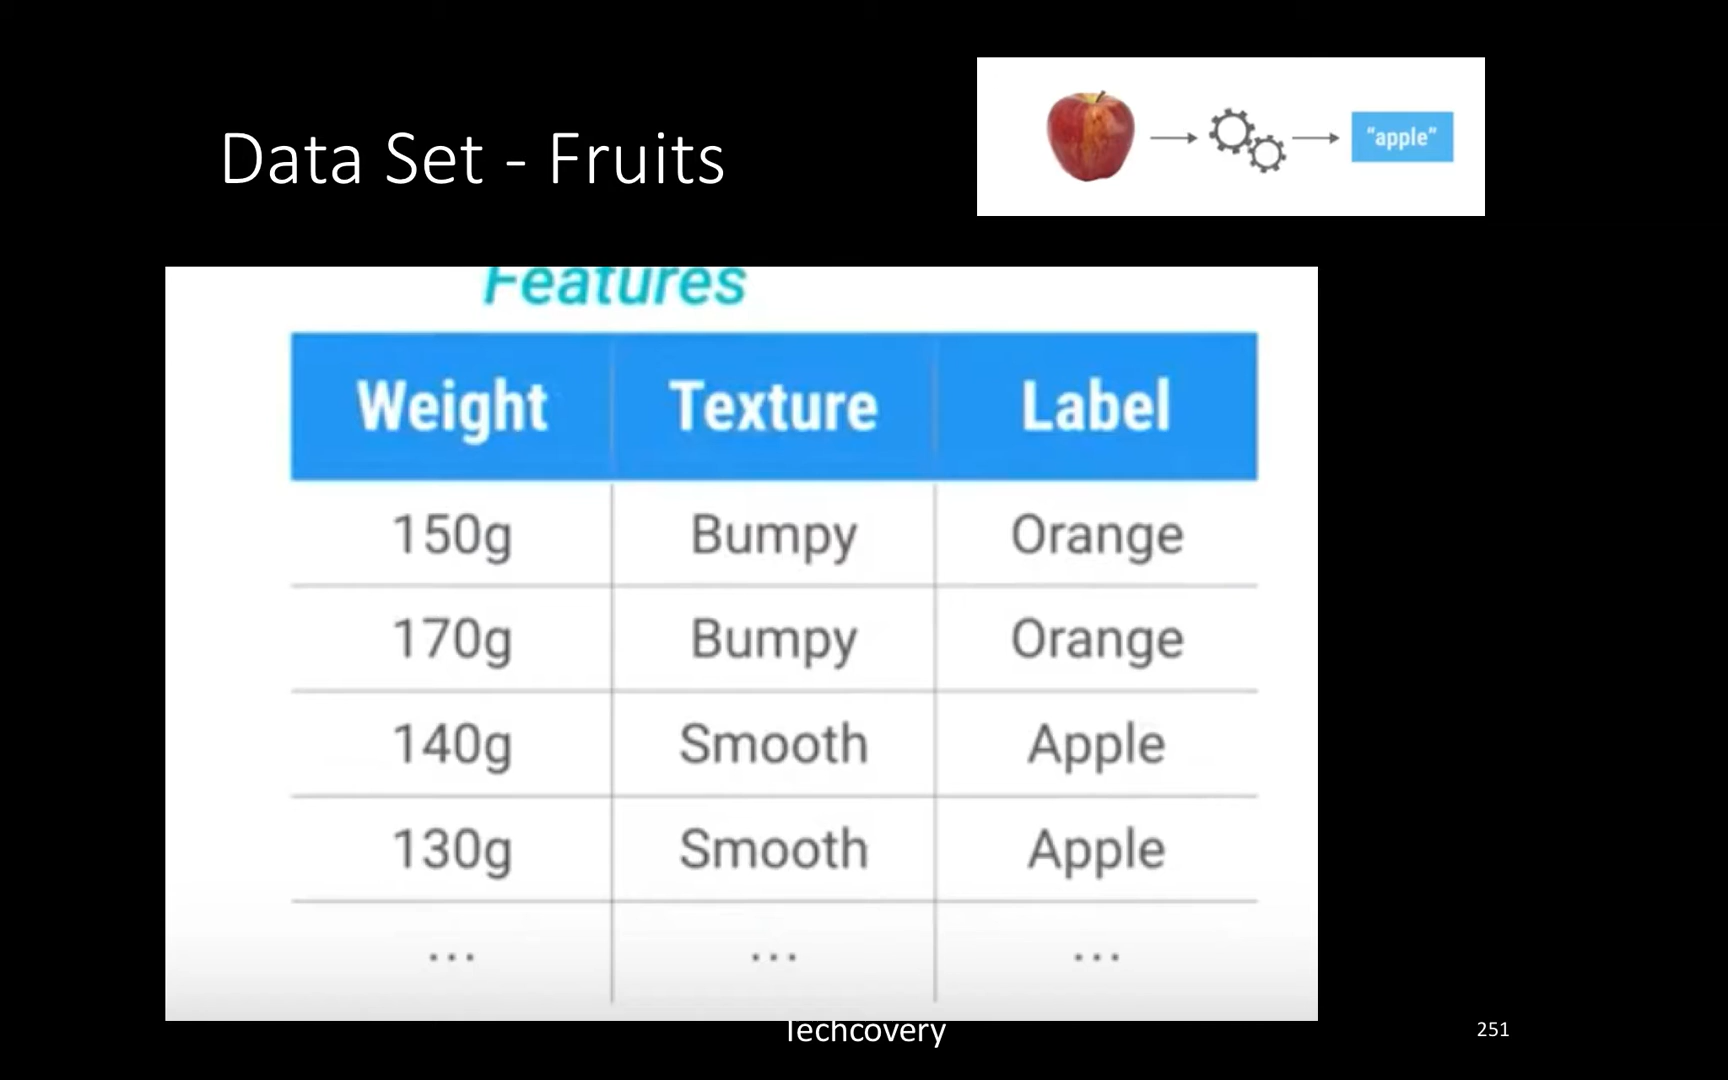 Data Set - Fruits
"apple"
Features
Weight Texture Label
150g Bumpy Orange
170g Bumpy Orange
140g Smooth Apple
130g Smooth Apple
... ... ...
Techcovery
251